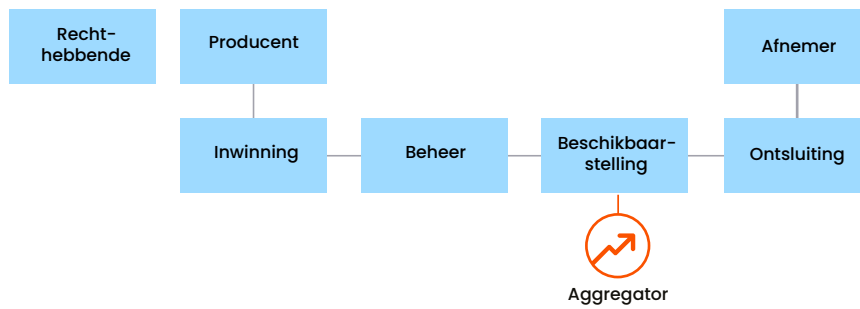 Recht-
hebbende
Producent
Afnemer
Inwinning
Beheer
Beschikbaar-
stelling
Ontsluiting
Aggregator